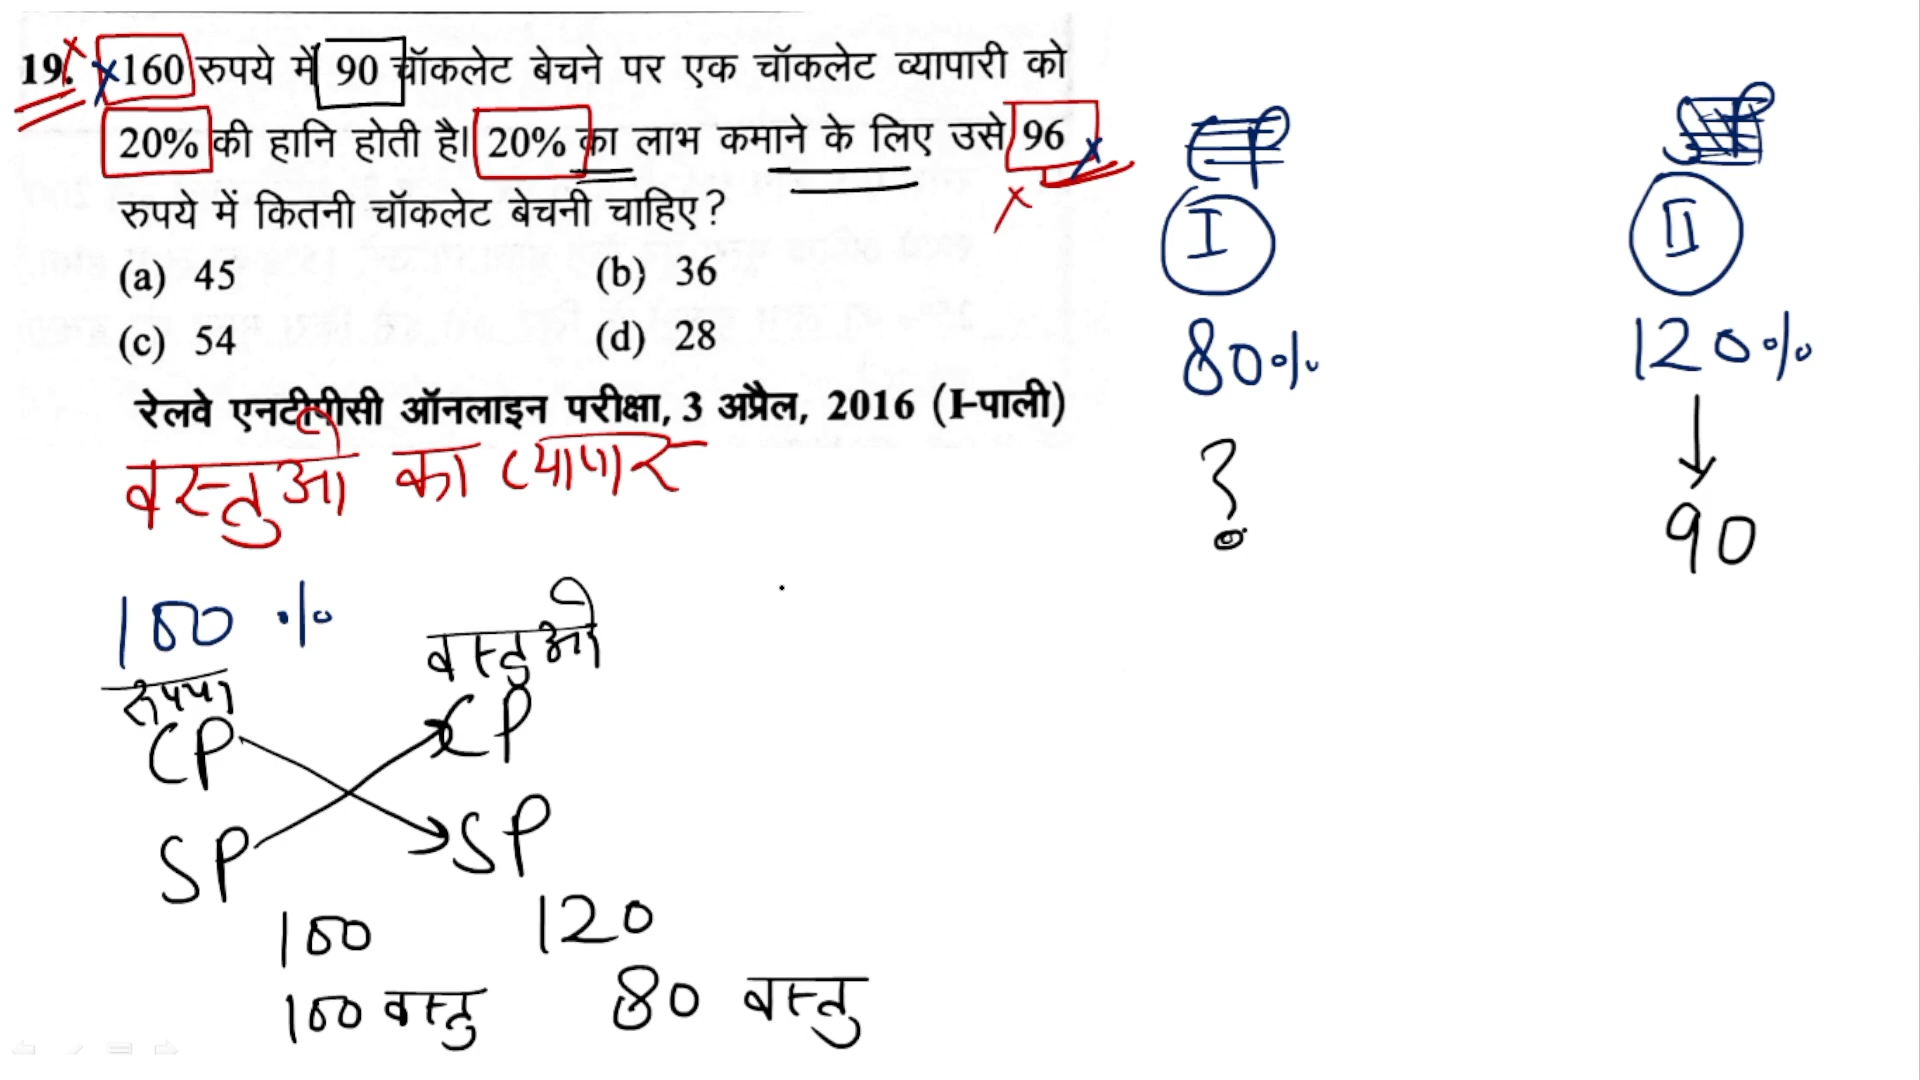 19. 160 रुपये में 90 चॉकलेट बेचने पर एक चॉकलेट व्यापारी को
20% की हानि होती है। 20% का लाभ कमाने के लिए उसे 96
रुपये में कितनी चॉकलेट बेचनी चाहिए?
(a) 45 (b) 36
(c) 54 (d) 28
रेलवे एनटीपीसी ऑनलाइन परीक्षा, 3 अप्रैल, 2016 (I-पाली)
वस्तुओ का व्यापार
I II
80% 120%
? 90
100 %
रुपया वस्तुओ
CP CP
SP SP
100 120
100 वस्तु 80 वस्तु